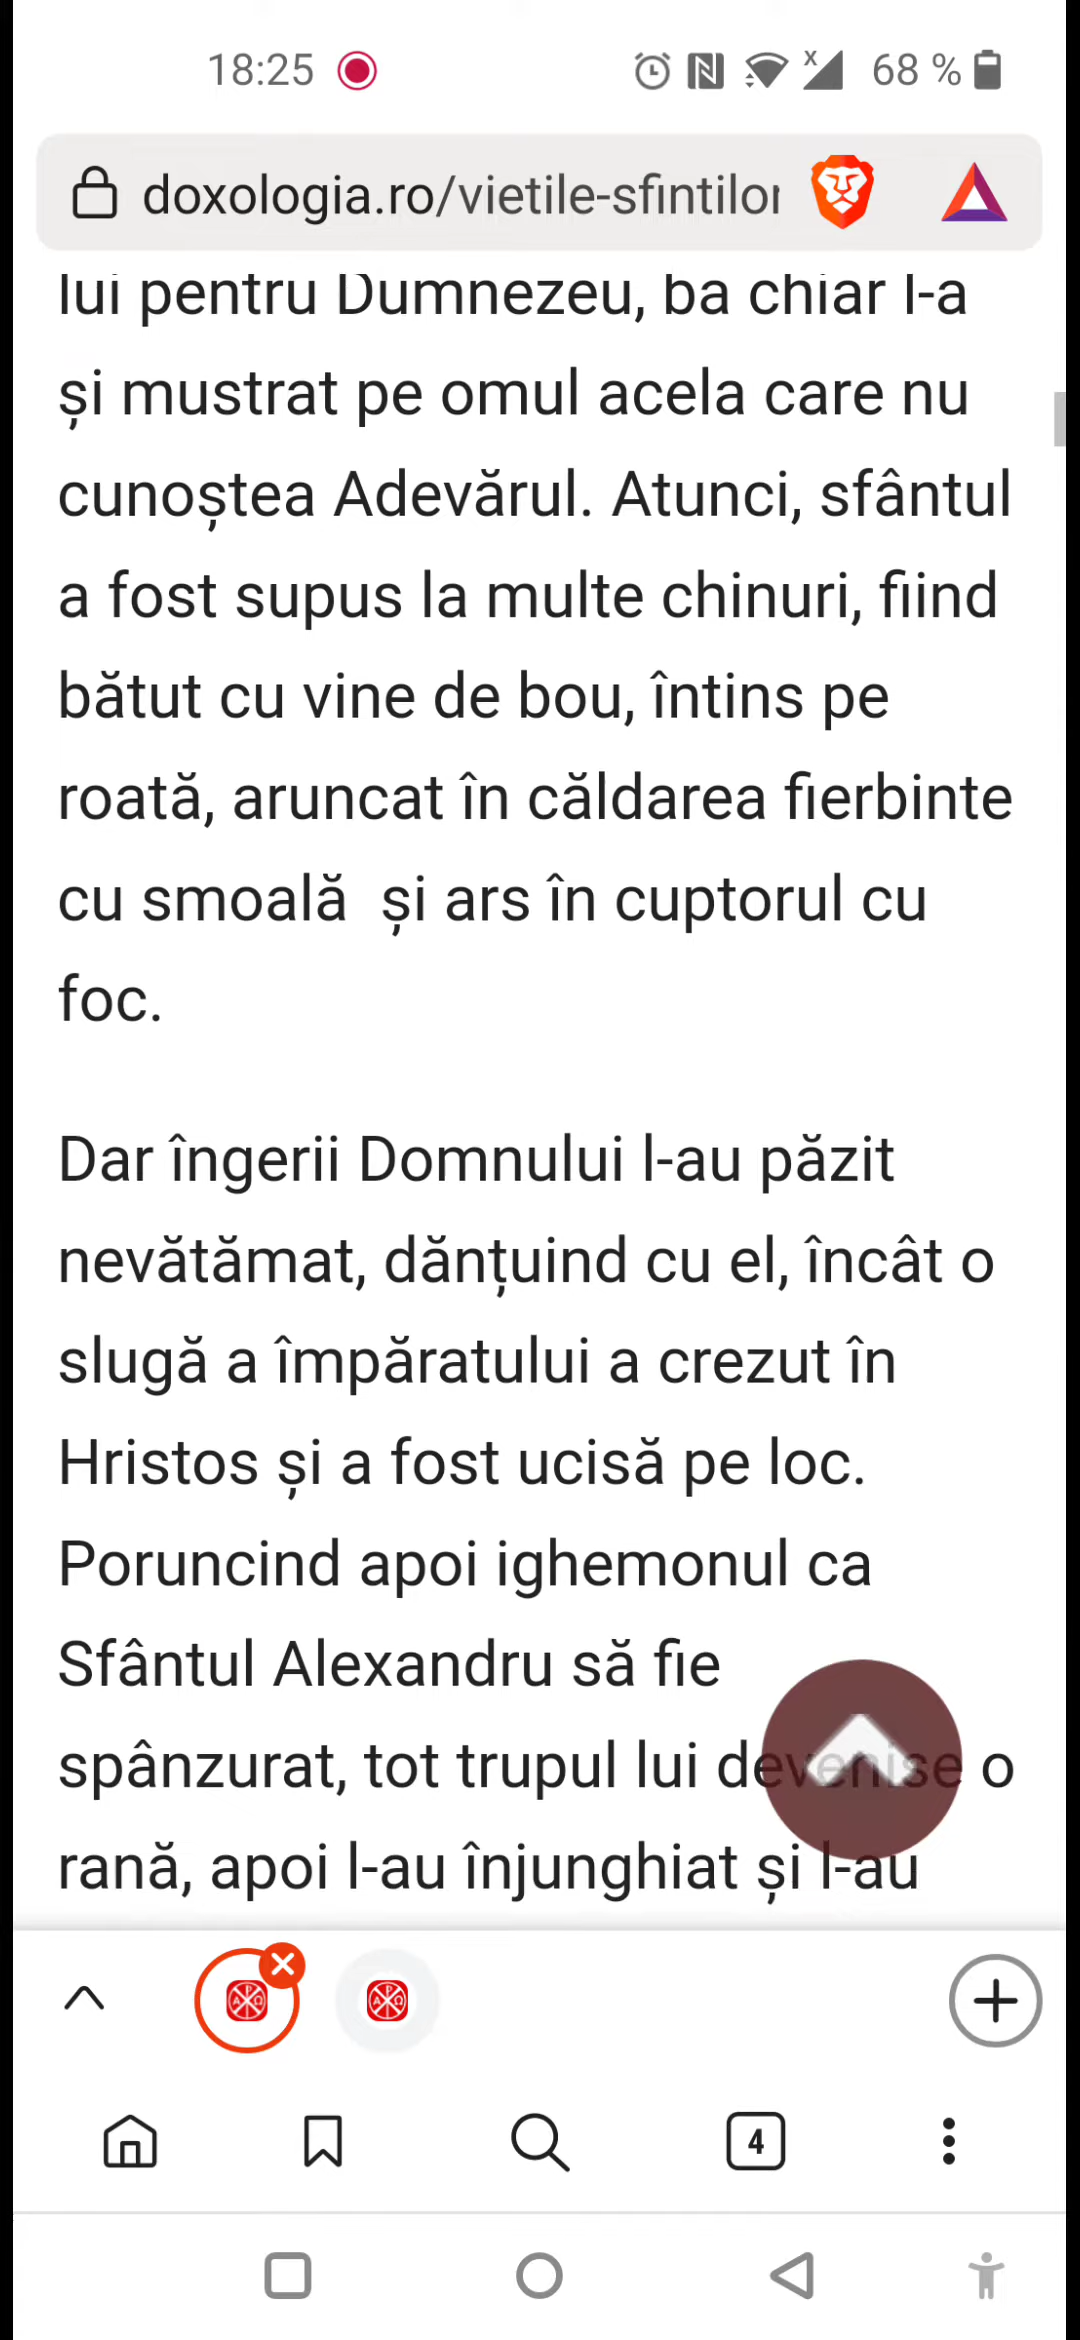 18:25
x
68 %
doxologia.ro/vietile-sfintilor
lui pentru Dumnezeu, ba chiar l-a
și mustrat pe omul acela care nu
cunoștea Adevărul. Atunci, sfântul
a fost supus la multe chinuri, fiind
bătut cu vine de bou, întins pe
roată, aruncat în căldarea fierbinte
cu smoală  și ars în cuptorul cu
foc.
Dar îngerii Domnului l-au păzit
nevătămat, dănțuind cu el, încât o
slugă a împăratului a crezut în
Hristos și a fost ucisă pe loc.
Poruncind apoi ighemonul ca
Sfântul Alexandru să fie
spânzurat, tot trupul lui devenise o
rană, apoi l-au înjunghiat și l-au
4